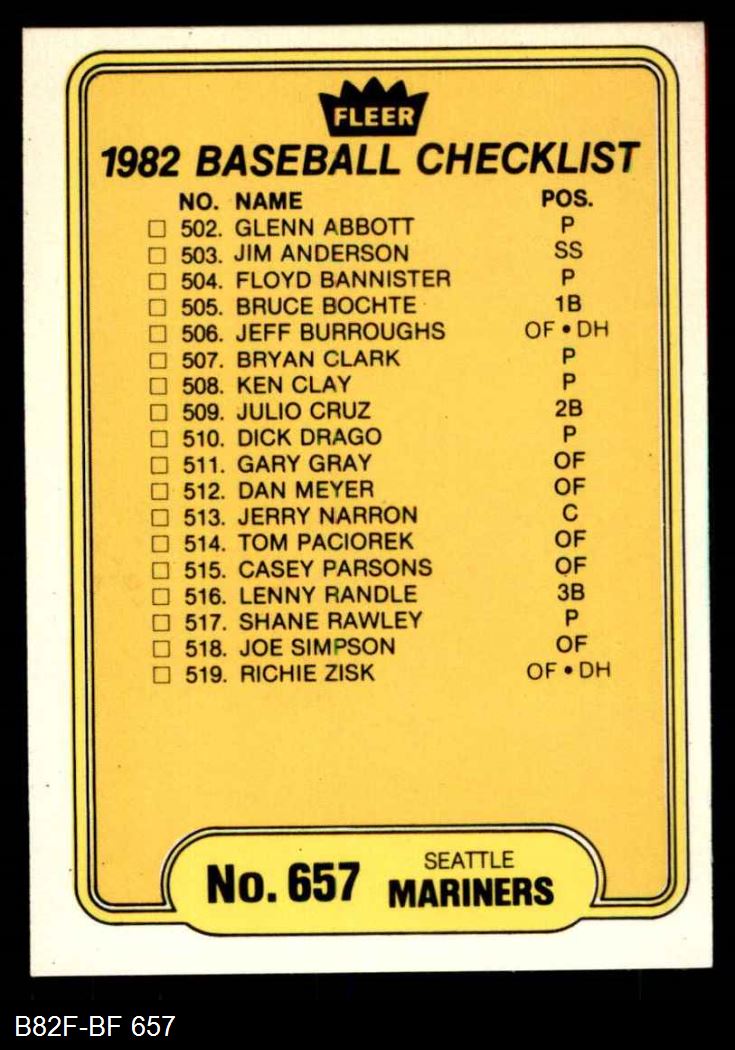 FLEER
1982 BASEBALL CHECKLIST
NO. NAME POS.
502. GLENN ABBOTT P
503. JIM ANDERSON SS
504. FLOYD BANNISTER P
505. BRUCE BOCHTE 1B
506. JEFF BURROUGHS OF • DH
507. BRYAN CLARK P
508. KEN CLAY P
509. JULIO CRUZ 2B
510. DICK DRAGO P
511. GARY GRAY OF
512. DAN MEYER OF
513. JERRY NARRON C
514. TOM PACIOREK OF
515. CASEY PARSONS OF
516. LENNY RANDLE 3B
517. SHANE RAWLEY P
518. JOE SIMPSON OF
519. RICHIE ZISK OF • DH
No. 657
SEATTLE
MARINERS
B82F-BF 657